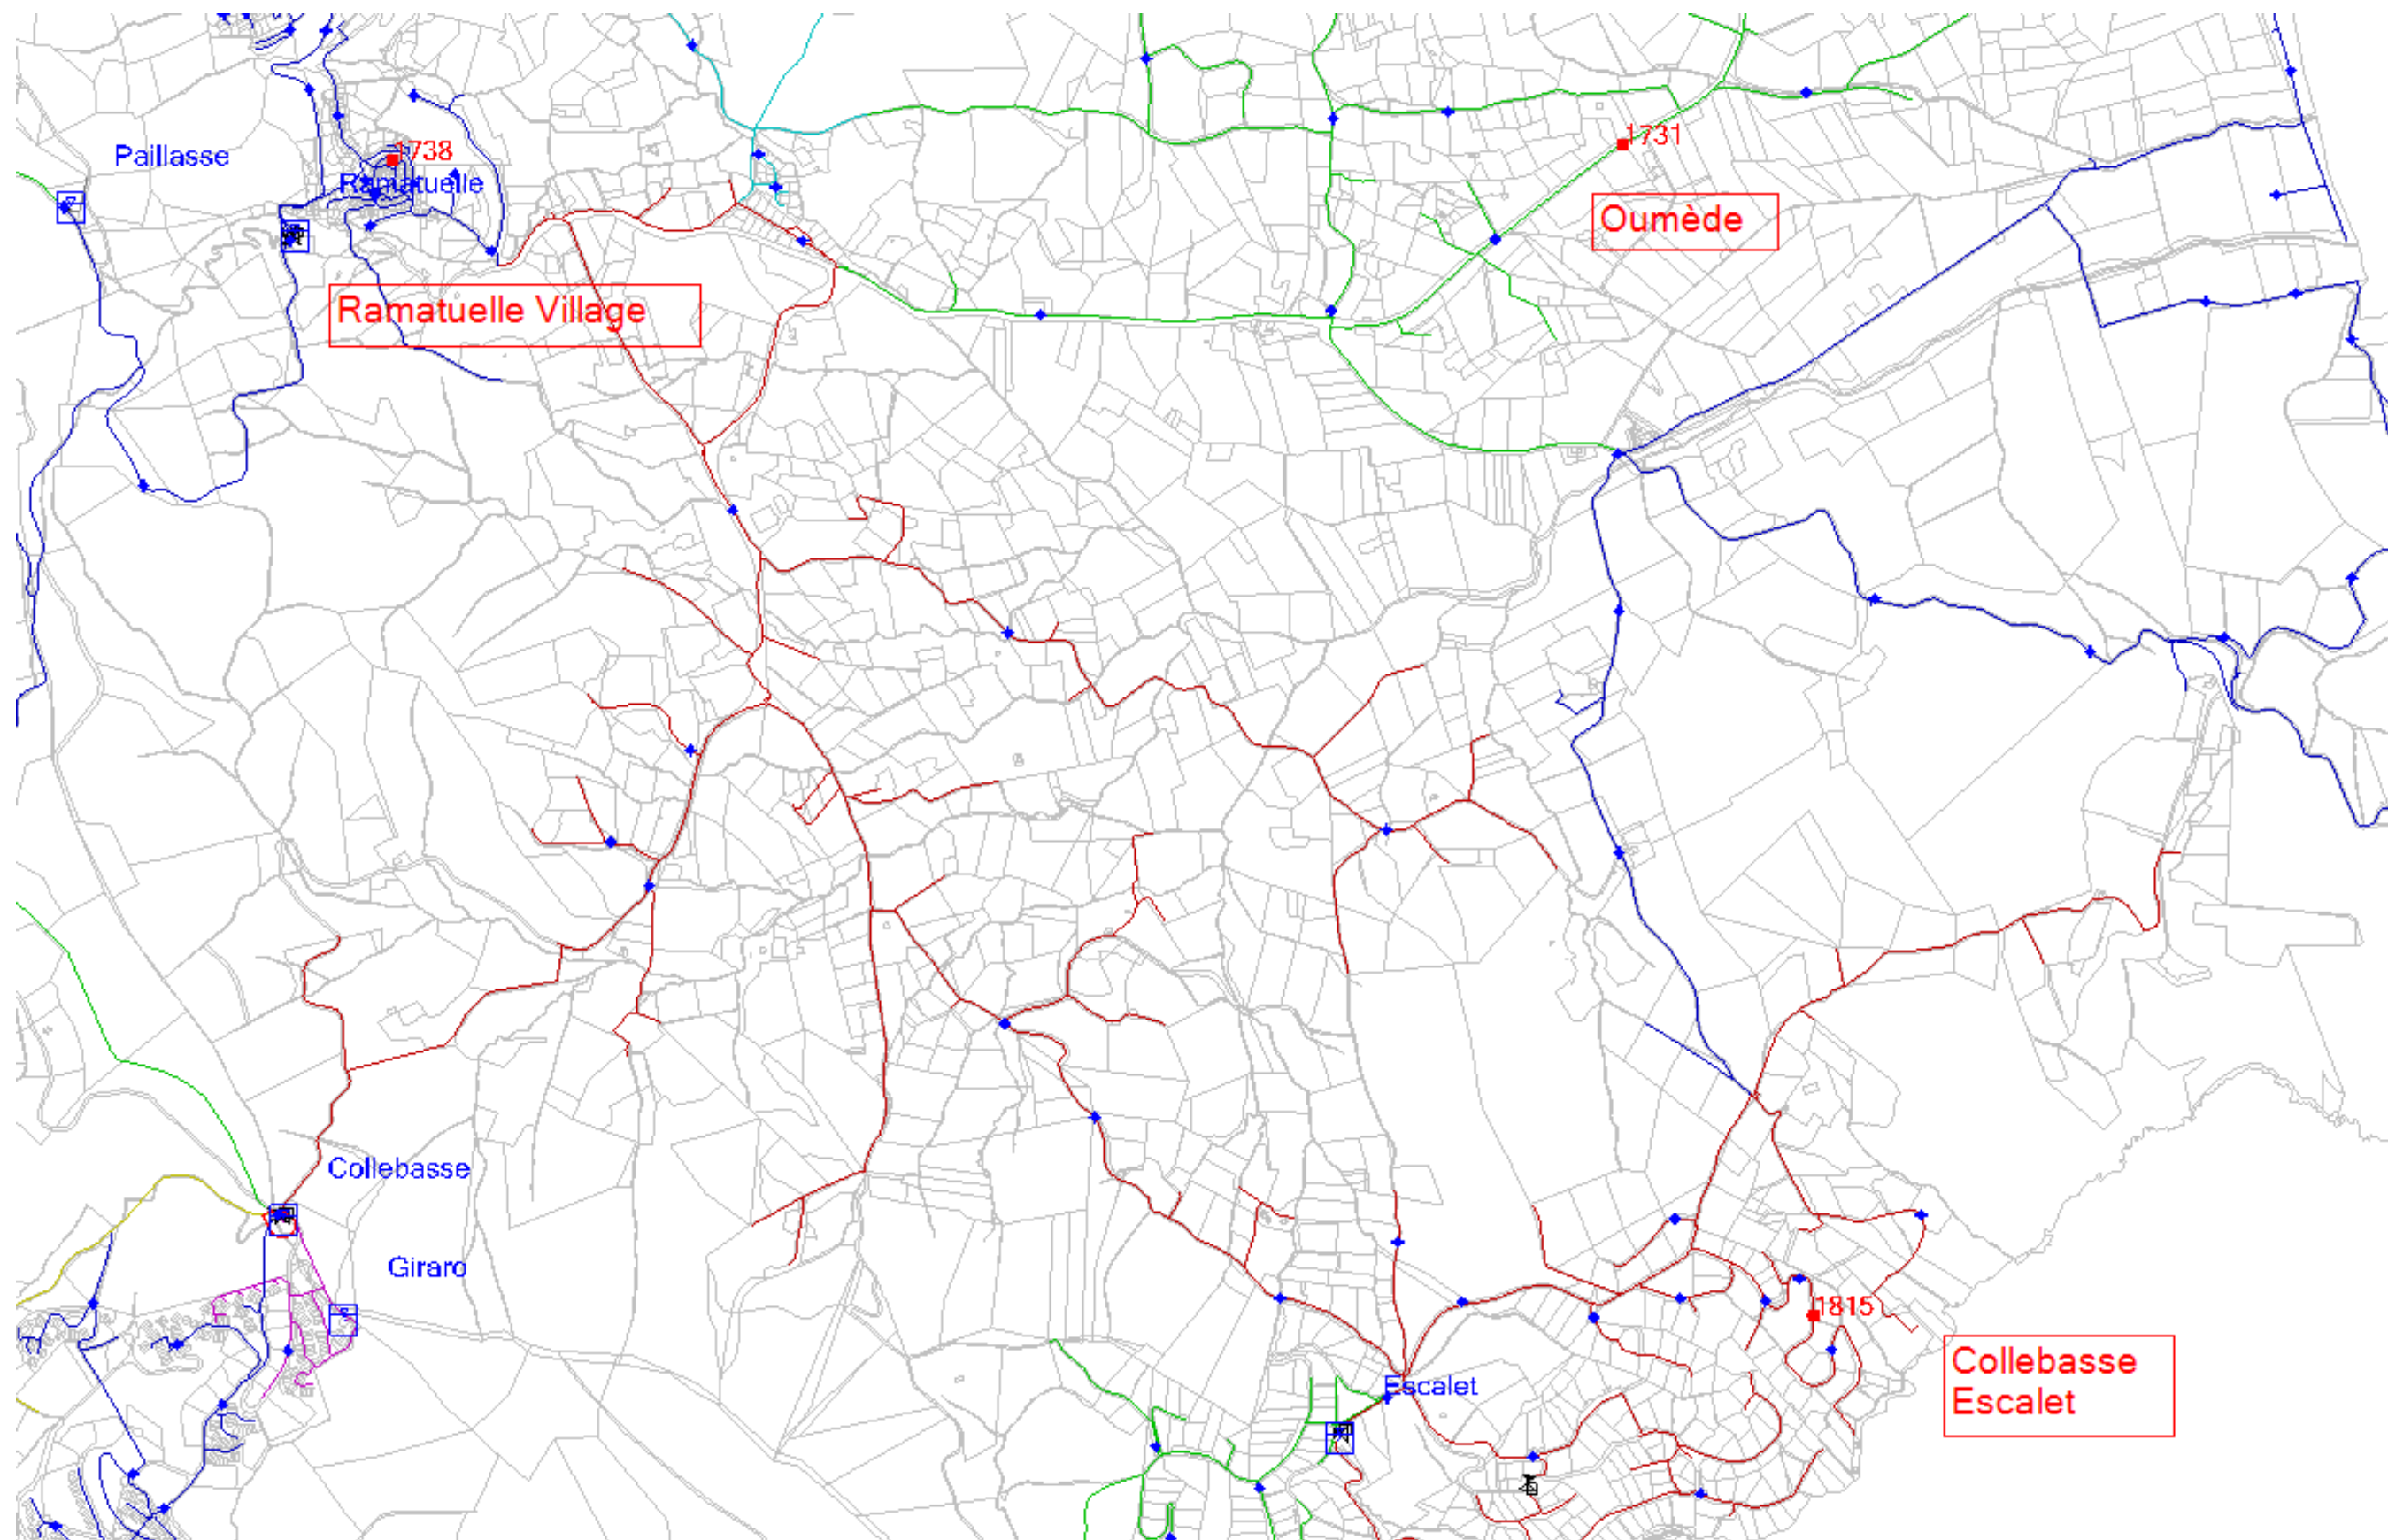 1731
Paillasse
1738
Ramatuelle
Oumède
Ramatuelle Village
Collebasse
Giraro
1815
Collebasse
Escalet
Escalet